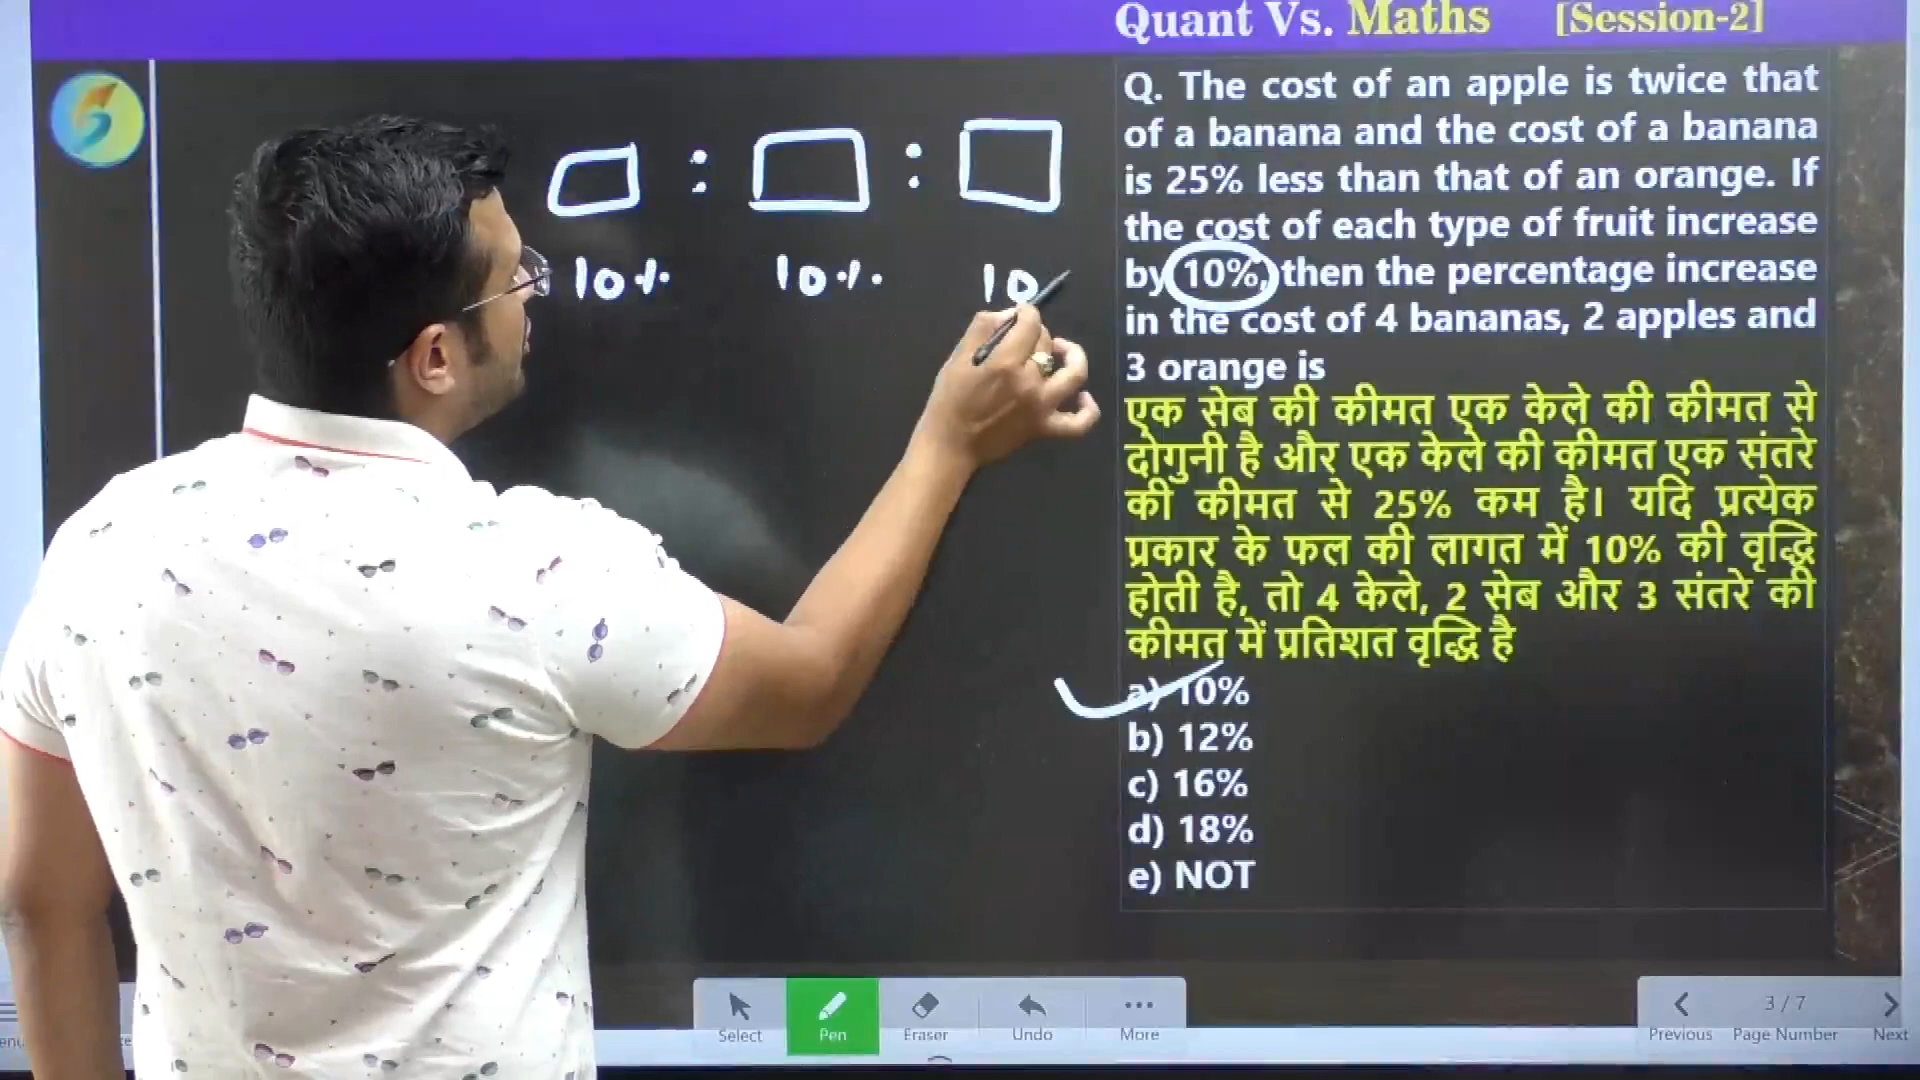 Quant Vs. Maths [Session-2]
Q. The cost of an apple is twice that
of a banana and the cost of a banana
is 25% less than that of an orange. If
the cost of each type of fruit increase
by 10%, then the percentage increase
in the cost of 4 bananas, 2 apples and
3 orange is
एक सेब की कीमत एक केले की कीमत से
दोगुनी है और एक केले की कीमत एक संतरे
की कीमत से 25% कम है। यदि प्रत्येक
प्रकार के फल की लागत में 10% की वृद्धि
होती है, तो 4 केले, 2 सेब और 3 संतरे की
कीमत में प्रतिशत वृद्धि है
a) 10%
b) 12%
c) 16%
d) 18%
e) NOT
: :
10% 10% 10
Select Pen Eraser Undo More
3 / 7
Previous Page Number Next